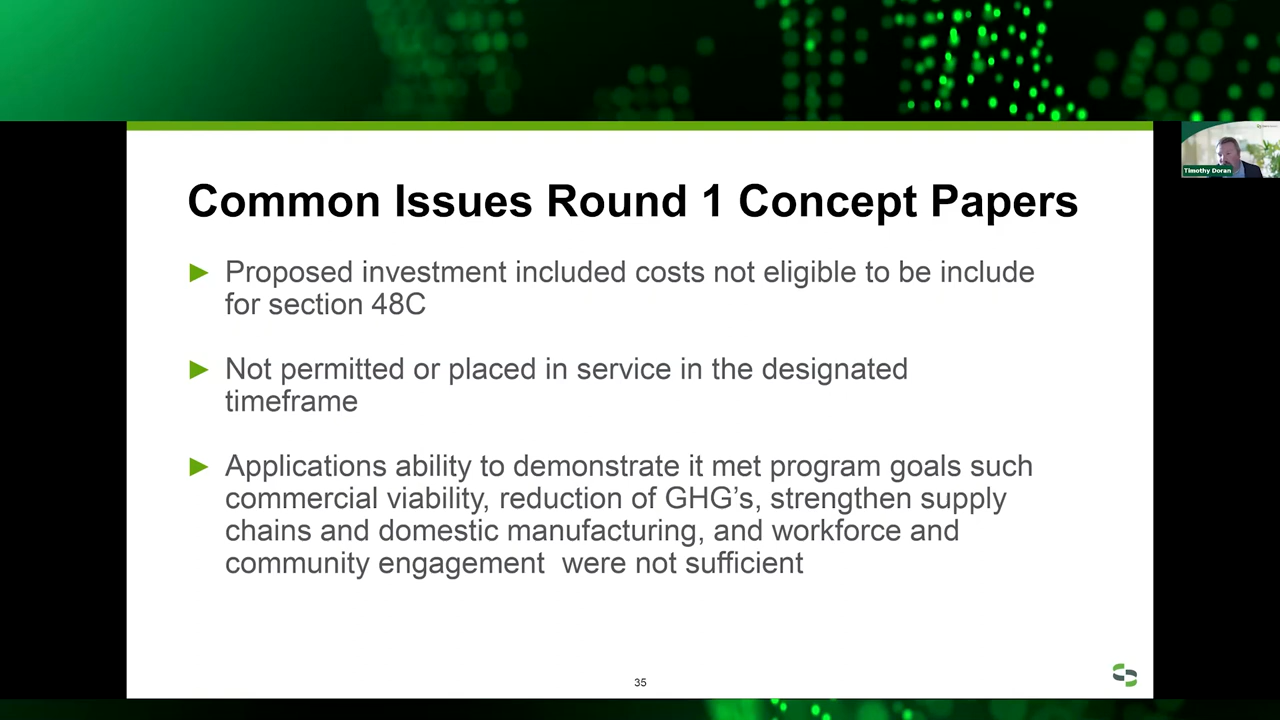 Common Issues Round 1 Concept Papers
► Proposed investment included costs not eligible to be include
for section 48C
► Not permitted or placed in service in the designated
timeframe
► Applications ability to demonstrate it met program goals such
commercial viability, reduction of GHG’s, strengthen supply
chains and domestic manufacturing, and workforce and
community engagement  were not sufficient
35
Timothy Doran